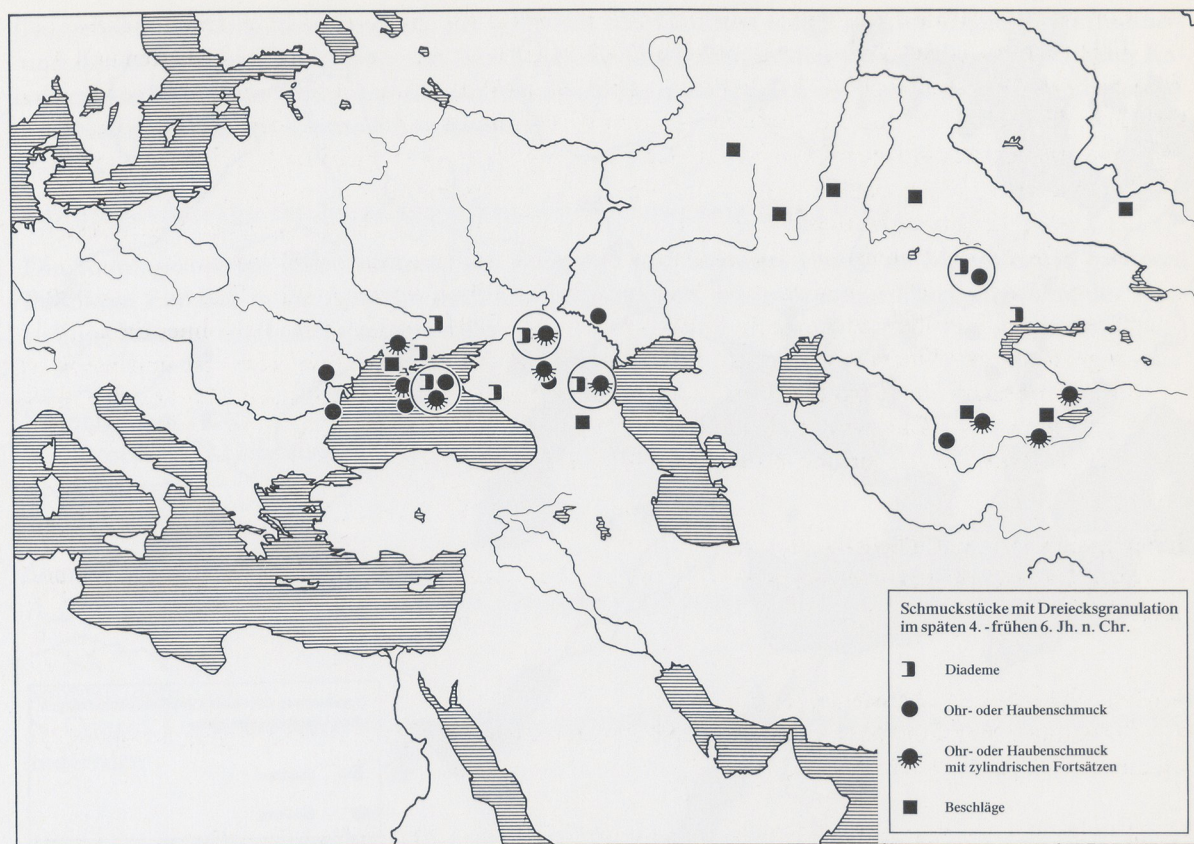 Schmuckstücke mit Dreiecksgranulation
im späten 4. - frühen 6. Jh. n. Chr.
Diademe
Ohr- oder Haubenschmuck
Ohr- oder Haubenschmuck
mit zylindrischen Fortsätzen
Beschläge